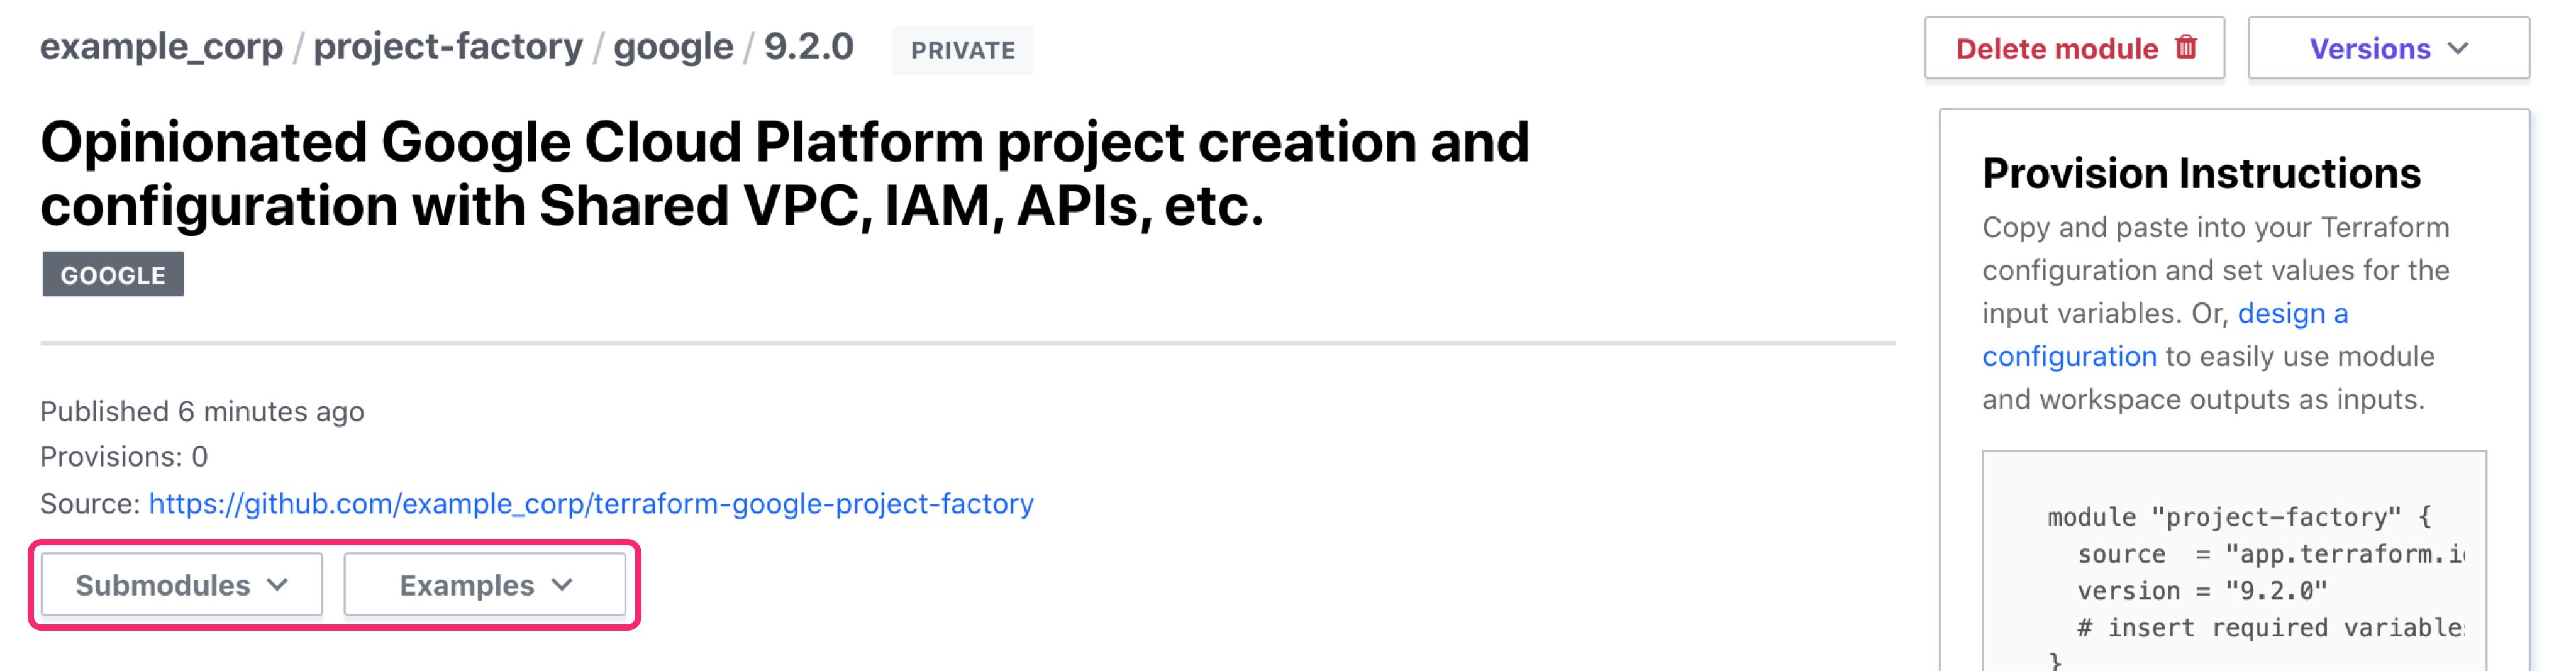 example_corp / project-factory / google / 9.2.0 PRIVATE
Delete module
Versions
Opinionated Google Cloud Platform project creation and
configuration with Shared VPC, IAM, APIs, etc.
GOOGLE
Published 6 minutes ago
Provisions: 0
Source: https://github.com/example_corp/terraform-google-project-factory
Submodules
Examples
Provision Instructions
Copy and paste into your Terraform
configuration and set values for the
input variables. Or, design a
configuration to easily use module
and workspace outputs as inputs.
module "project-factory" {
source = "app.terraform.i
version = "9.2.0"
# insert required variable
}